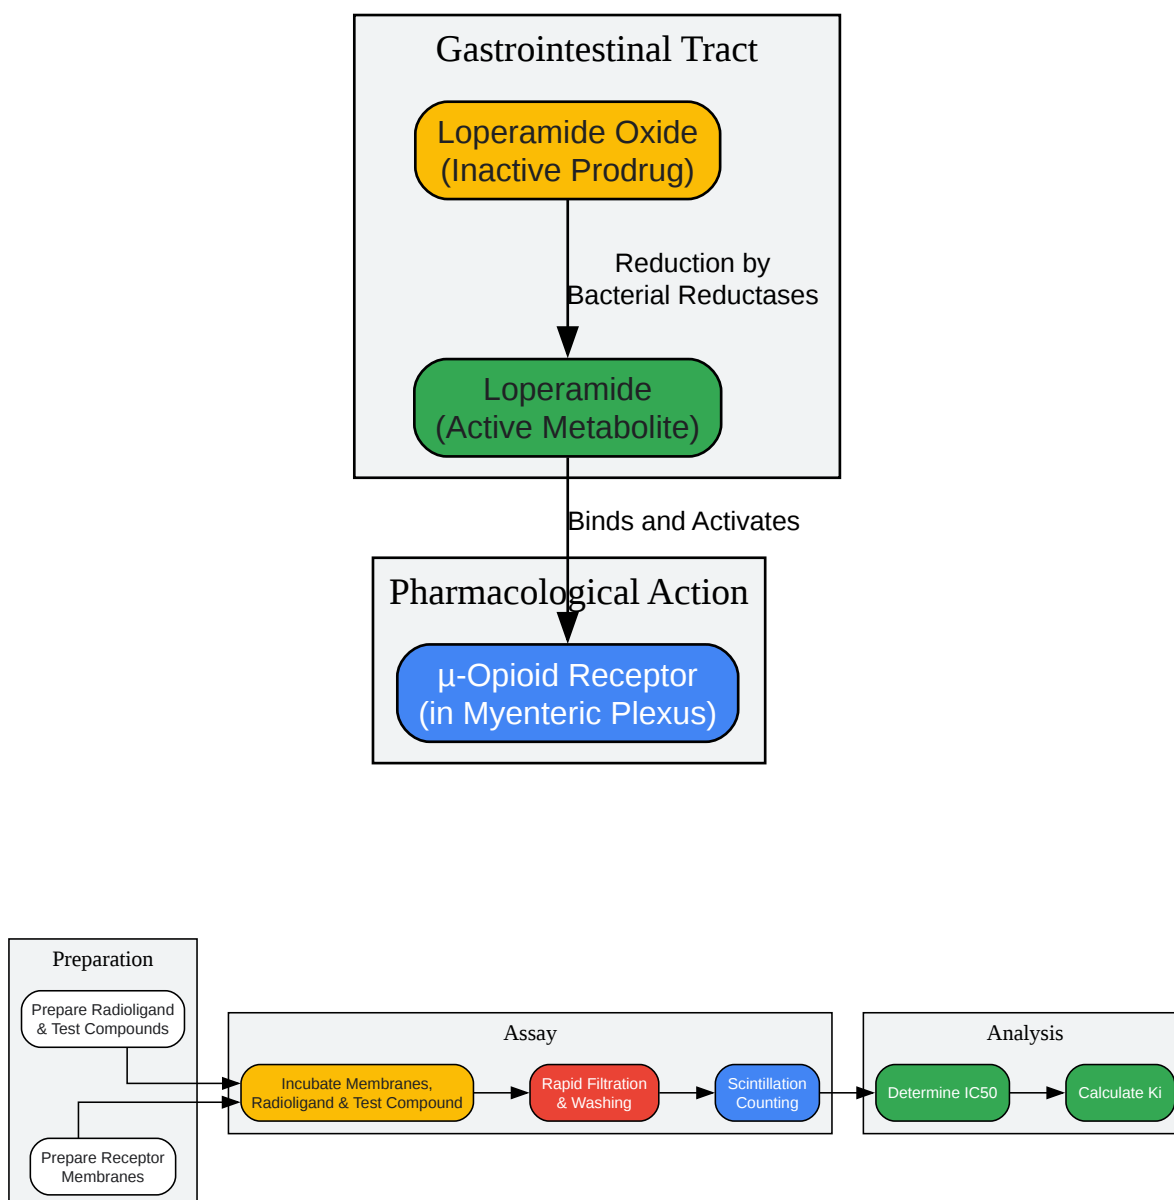 Gastrointestinal Tract
Loperamide Oxide
(Inactive Prodrug)
Reduction by
Bacterial Reductases
Loperamide
(Active Metabolite)
Binds and Activates
Pharmacological Action
µ-Opioid Receptor
(in Myenteric Plexus)
Preparation
Prepare Radioligand
& Test Compounds
Prepare Receptor
Membranes
Assay
Incubate Membranes,
Radioligand & Test Compound
Rapid Filtration
& Washing
Scintillation
Counting
Analysis
Determine IC50
Calculate Ki